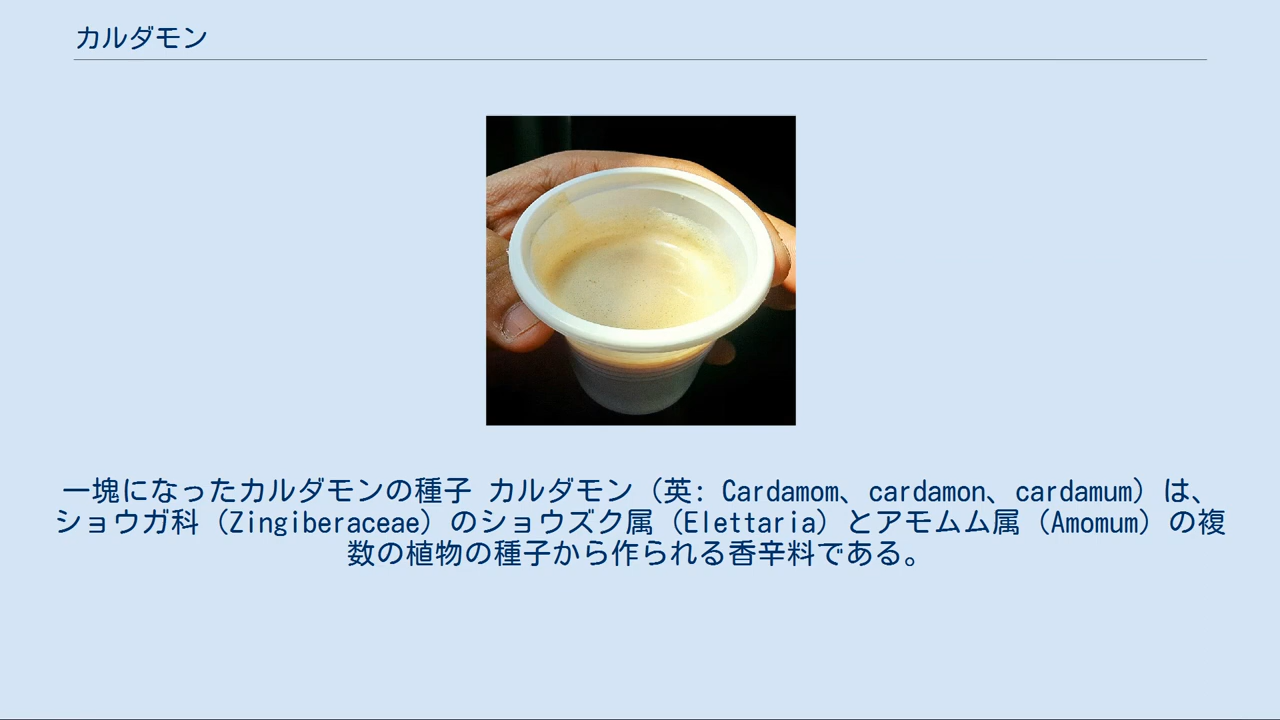 カルダモン
一塊になったカルダモンの種子 カルダモン（英: Cardamom、cardamon、cardamum）は、
ショウガ科（Zingiberaceae）のショウズク属（Elettaria）とアモムム属（Amomum）の複
数の植物の種子から作られる香辛料である。